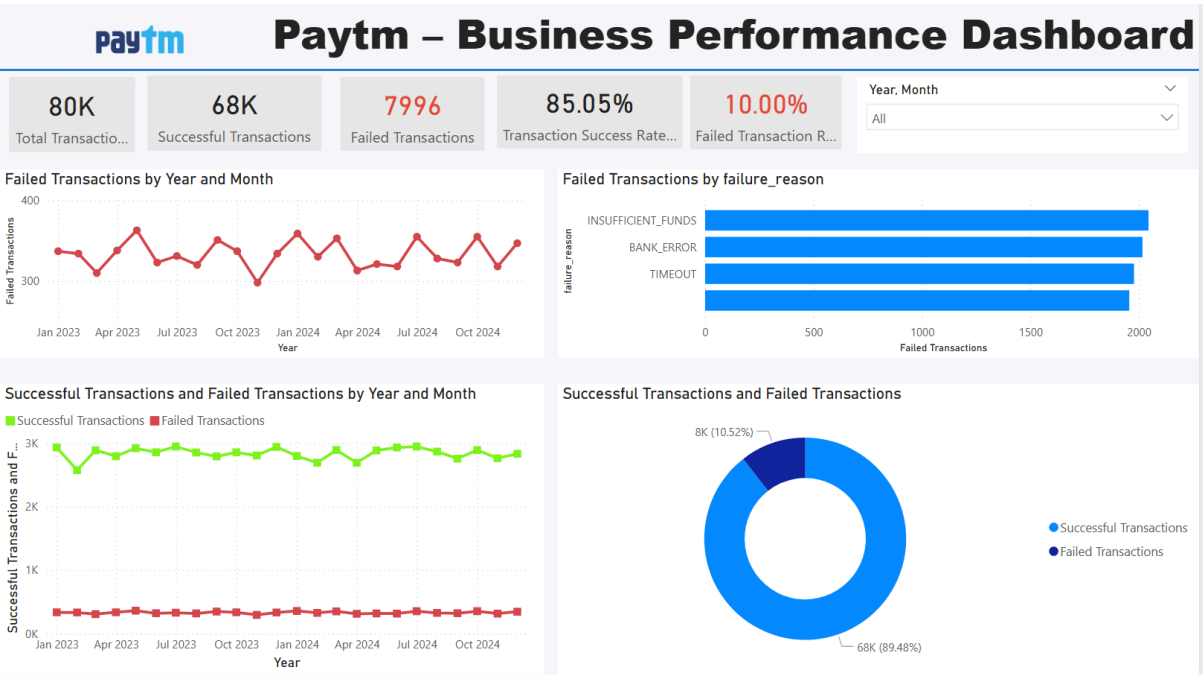 paytm
Paytm – Business Performance Dashboard
80K
Total Transactio...
68K
Successful Transactions
7996
Failed Transactions
85.05%
Transaction Success Rate...
10.00%
Failed Transaction R...
Year, Month
All
Failed Transactions by Year and Month
Failed Transactions
400
300
Jan 2023 Apr 2023 Jul 2023 Oct 2023 Jan 2024 Apr 2024 Jul 2024 Oct 2024
Year
Failed Transactions by failure_reason
failure_reason
INSUFFICIENT_FUNDS
BANK_ERROR
TIMEOUT
0 500 1000 1500 2000
Failed Transactions
Successful Transactions and Failed Transactions by Year and Month
Successful Transactions Failed Transactions
Successful Transactions and F...
3K
2K
1K
0K
Jan 2023 Apr 2023 Jul 2023 Oct 2023 Jan 2024 Apr 2024 Jul 2024 Oct 2024
Year
Successful Transactions and Failed Transactions
8K (10.52%)
68K (89.48%)
Successful Transactions
Failed Transactions